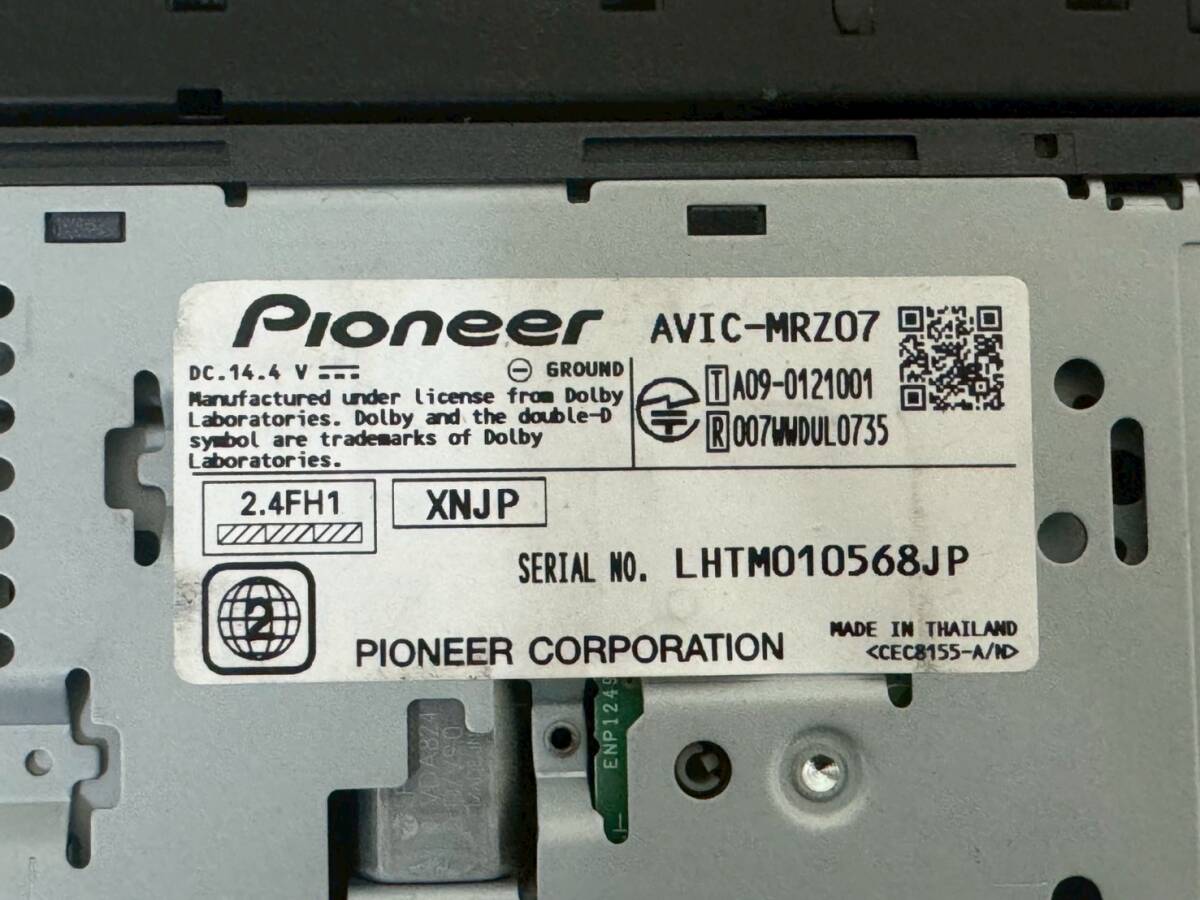 Pioneer
AVIC-MRZ07
DC.14.4 V
GROUND
Manufactured under license from Dolby
Laboratories. Dolby and the double-D
symbol are trademarks of Dolby
Laboratories.
T A09-0121001
R 007WWDUL0735
2.4FH1
XNJP
SERIAL NO. LHTM010568JP
2
PIONEER CORPORATION
MADE IN THAILAND
<CEC8155-A/N>